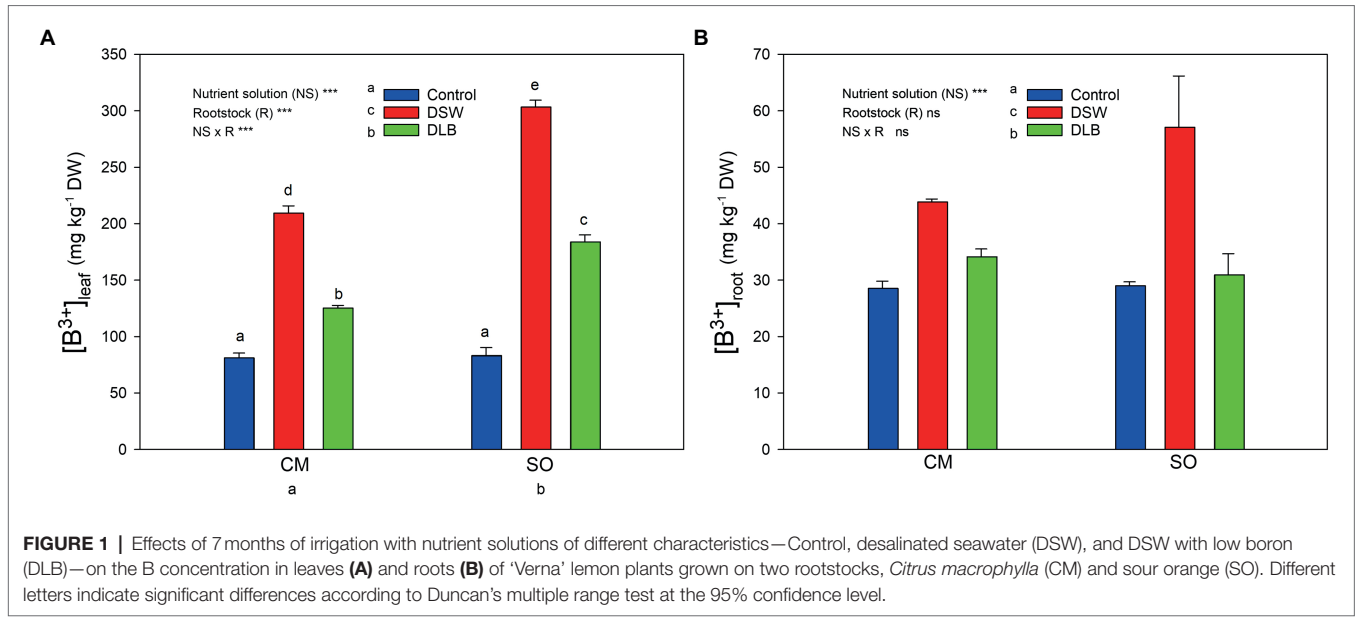 A
350
300
250
200
150
100
50
0
[B3+]leaf (mg kg-1 DW)
Nutrient solution (NS) ***
Rootstock (R) ***
NS x R ***
a Control
c DSW
b DLB
a
d
b
a
e
c
CM
SO
a
b
B
70
60
50
40
30
20
10
0
[B3+]root (mg kg-1 DW)
Nutrient solution (NS) ***
Rootstock (R) ns
NS x R ns
a Control
c DSW
b DLB
CM
SO
FIGURE 1 | Effects of 7 months of irrigation with nutrient solutions of different characteristics—Control, desalinated seawater (DSW), and DSW with low boron
(DLB)—on the B concentration in leaves (A) and roots (B) of ‘Verna’ lemon plants grown on two rootstocks, Citrus macrophylla (CM) and sour orange (SO). Different
letters indicate significant differences according to Duncan’s multiple range test at the 95% confidence level.